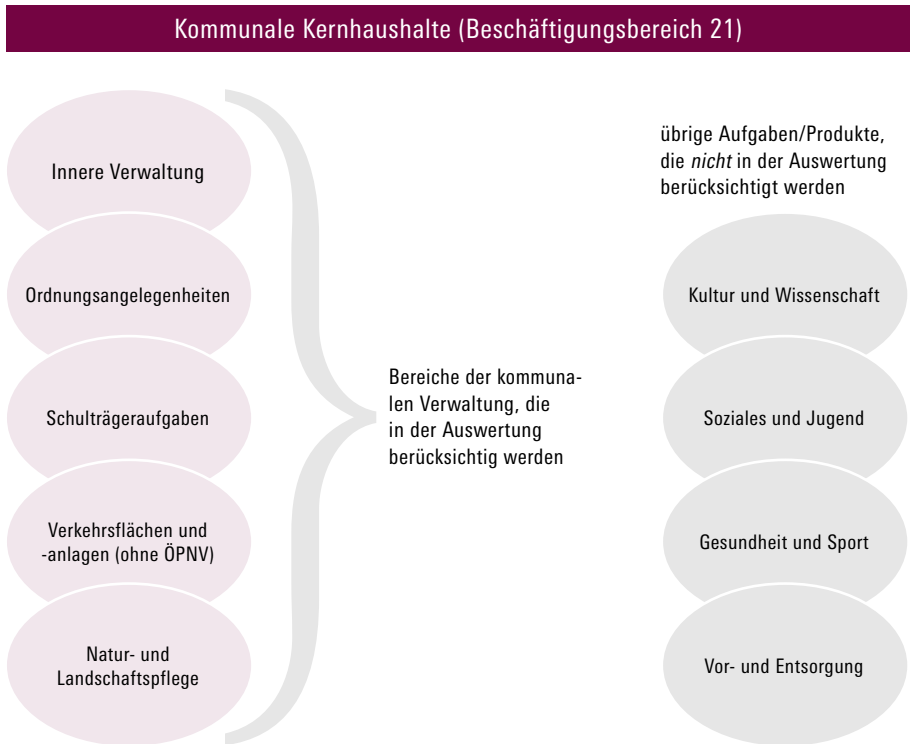 Kommunale Kernhaushalte (Beschäftigungsbereich 21)
Innere Verwaltung
Ordnungsangelegenheiten
Schulträgeraufgaben
Verkehrsflächen und
-anlagen (ohne ÖPNV)
Natur- und
Landschaftspflege
Bereiche der kommuna-
len Verwaltung, die
in der Auswertung
berücksichtig werden
übrige Aufgaben/Produkte,
die nicht in der Auswertung
berücksichtigt werden
Kultur und Wissenschaft
Soziales und Jugend
Gesundheit und Sport
Vor- und Entsorgung